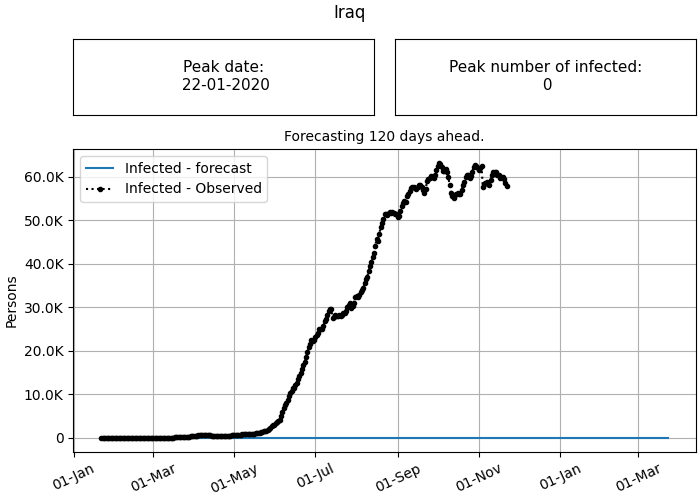 Iraq
Peak date:
22-01-2020
Peak number of infected:
0
Forecasting 120 days ahead.
Infected - forecast
Infected - Observed
60.0K
50.0K
40.0K
30.0K
20.0K
10.0K
0
Persons
01-Jan
01-Mar
01-May
01-Jul
01-Sep
01-Nov
01-Jan
01-Mar